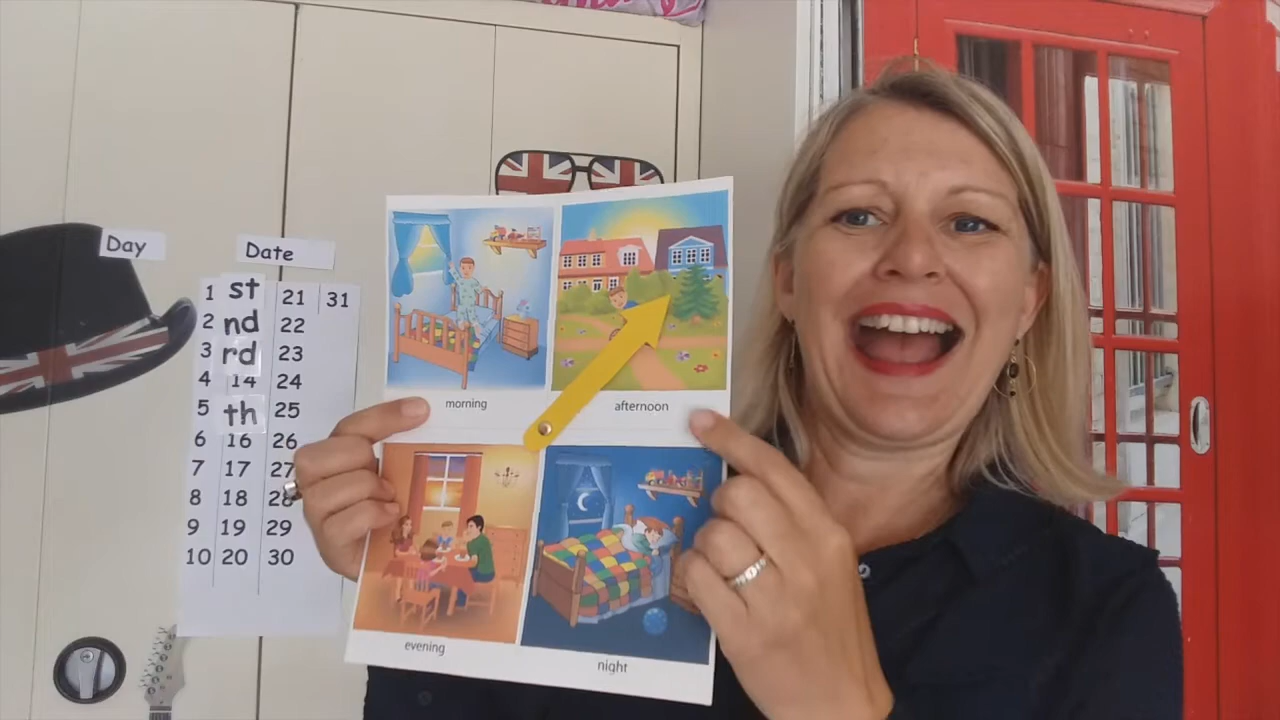 Day
Date
1 st 21 31
2 nd 22
3 rd 23
4 14 24
5 th 25
6 16 26
7 17 27
8 18 28
9 19 29
10 20 30
morning
afternoon
evening
night